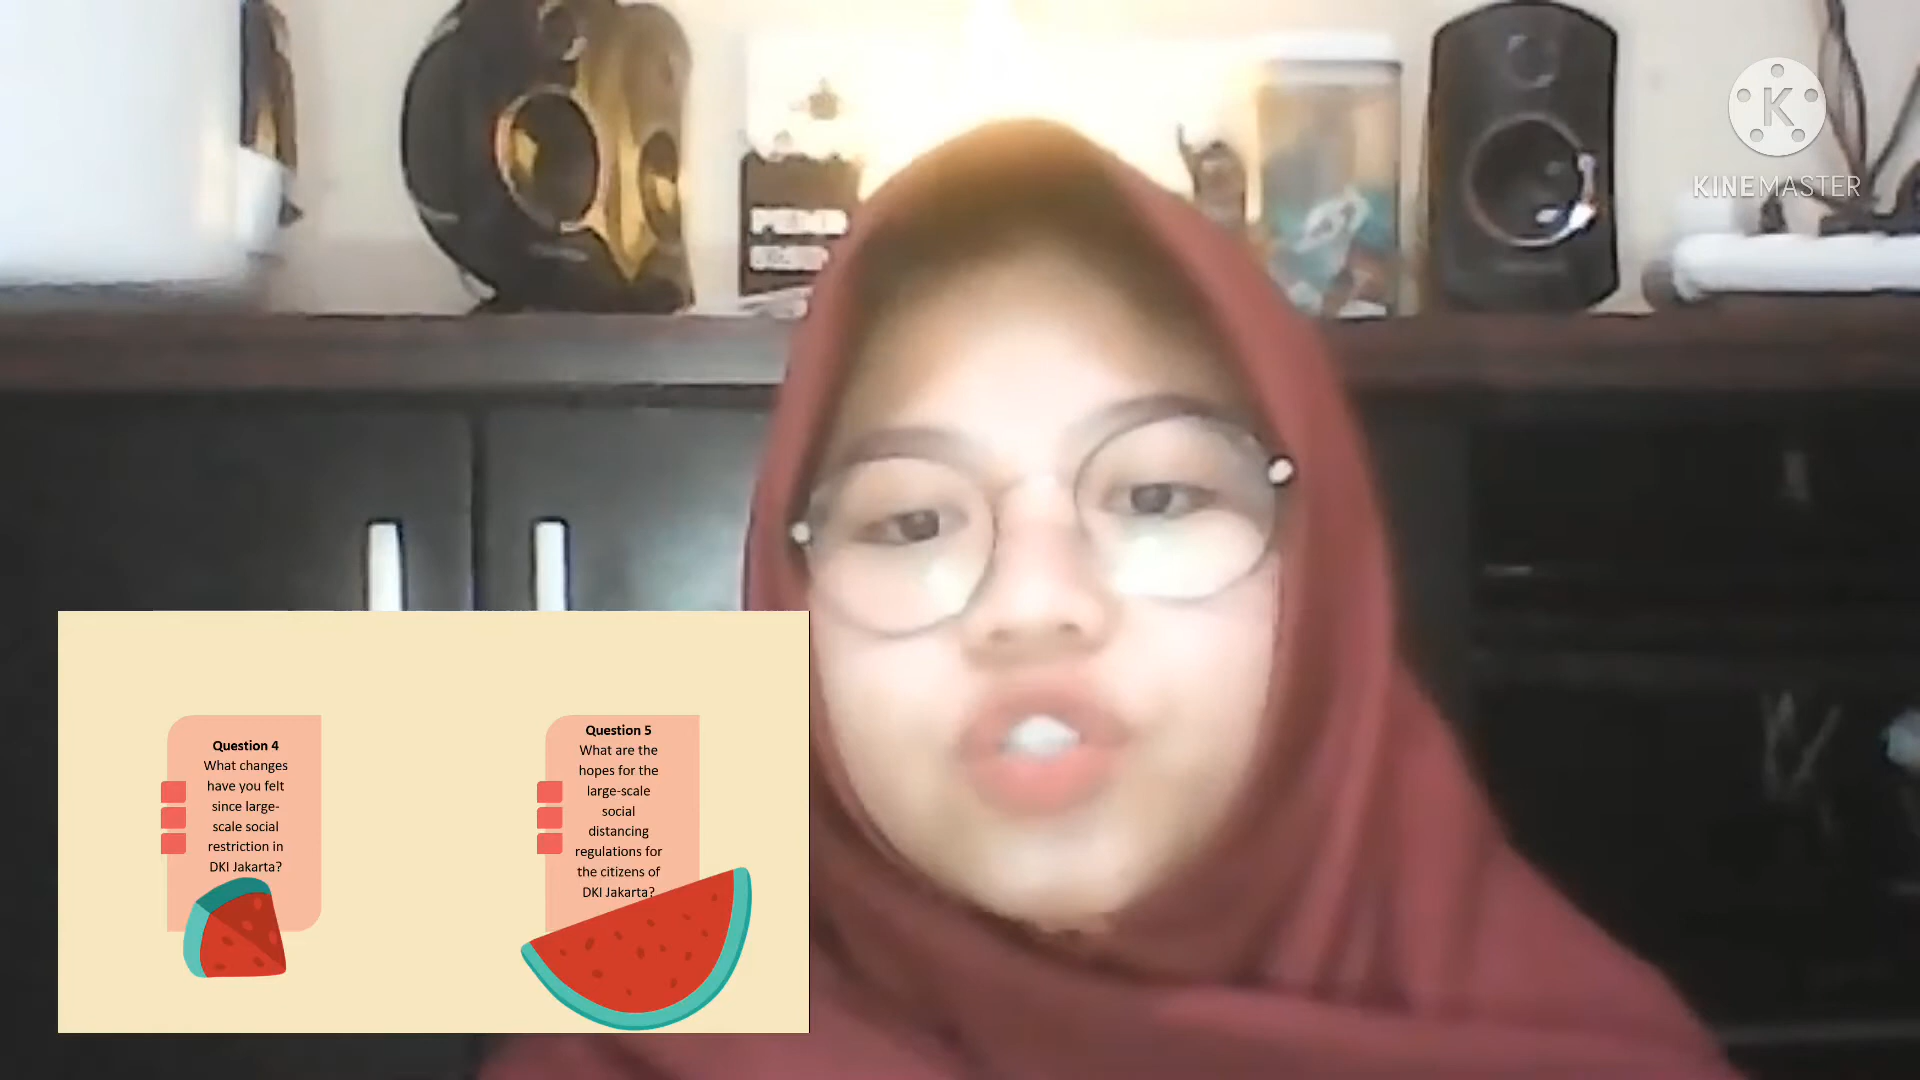 KINEMASTER
Question 4
What changes
have you felt
since large-
scale social
restriction in
DKI Jakarta?
Question 5
What are the
hopes for the
large-scale
social
distancing
regulations for
the citizens of
DKI Jakarta?